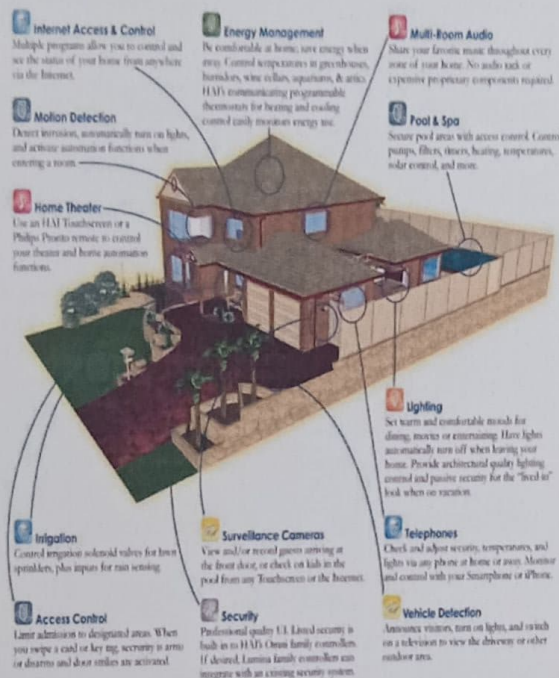 Internet Access & Control
Multiple programs allow you to control and
see the status of your home from anywhere
via the Internet.
Energy Management
Be comfortable at home, save energy when
away. Control temperatures in greenhouses,
humidors, wine cellars, aquariums, & attics.
HAI's communicating programmable
thermostats for heating and cooling
control easily monitors energy use.
Multi-Room Audio
Share your favorite music throughout every
zone of your home. No audio rack or
expensive proprietary components required.
Motion Detection
Detect intrusion, automatically turn on lights,
and activate automation functions when
entering a room.
Pool & Spa
Secure pool areas with access control. Control
pumps, filters, timers, heating, temperatures,
solar control, and more.
Home Theater
Use an HAI Touchscreen or a
Philips Pronto remote to control
your theater and home automation
functions.
Lighting
Set warm and comfortable moods for
dining, movies or entertaining. Have lights
automatically turn off when leaving your
home. Provide architectural quality lighting
control and passive security for the "lived in"
look when on vacation.
Irrigation
Control irrigation solenoid valves for lawn
sprinklers, plus inputs for rain sensing.
Surveillance Cameras
View and/or record guests arriving at
the front door, or check on kids in the
pool from any Touchscreen or the Internet.
Telephones
Check and adjust security, temperatures, and
lights via any phone at home or away. Monitor
and control with your Smartphone or iPhone.
Access Control
Limit admission to designated areas. When
you swipe a card or key tag, security is arms
or disarms and door strikes are activated.
Security
Professional quality UL Listed security is
built in to HAI's Omni family controllers.
If desired, Lumina family controllers can
integrate with an existing security system.
Vehicle Detection
Announce visitors, turn on lights, and switch
on a television to view the driveway or other
outdoor area.